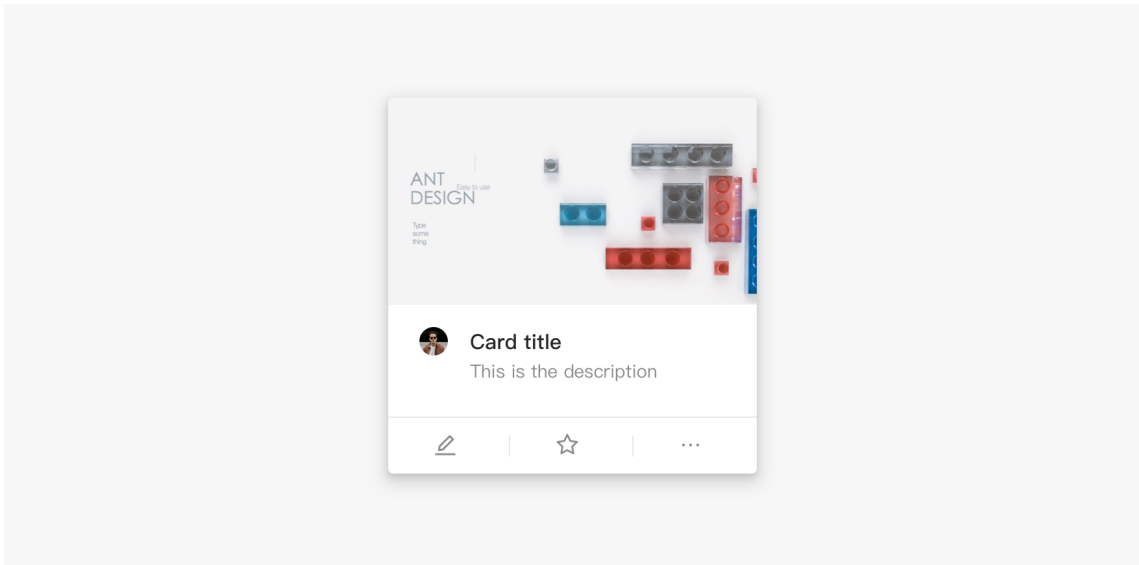 ANT
DESIGN
Easy to use
Type
some
thing
Card title
This is the description